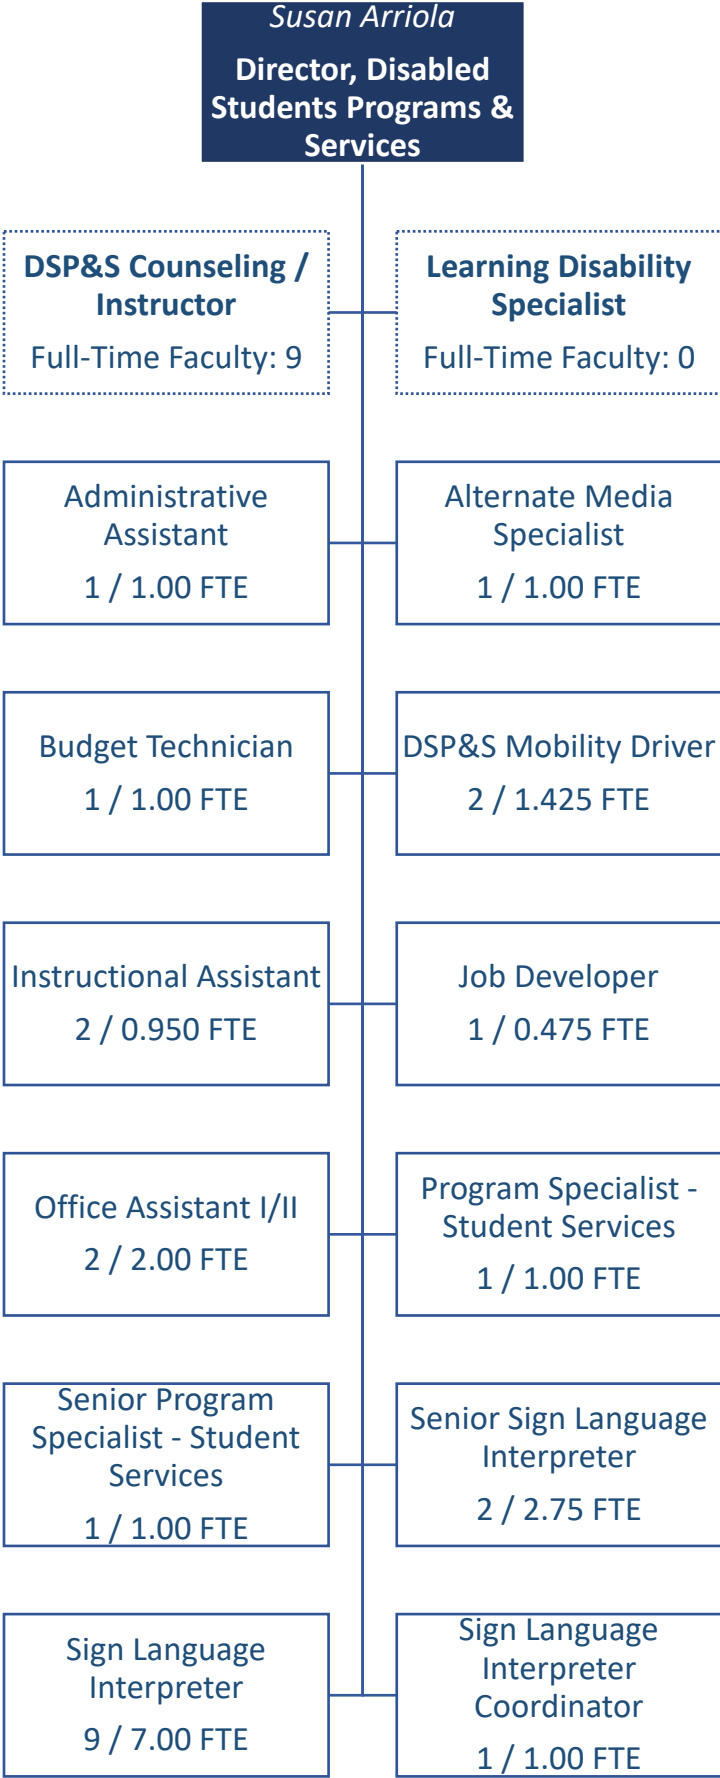 Susan Arriola
Director, Disabled
Students Programs &
Services
DSP&S Counseling /
Instructor
Full-Time Faculty: 9
Learning Disability
Specialist
Full-Time Faculty: 0
Administrative
Assistant
1 / 1.00 FTE
Alternate Media
Specialist
1 / 1.00 FTE
Budget Technician
1 / 1.00 FTE
DSP&S Mobility Driver
2 / 1.425 FTE
Instructional Assistant
2 / 0.950 FTE
Job Developer
1 / 0.475 FTE
Office Assistant I/II
2 / 2.00 FTE
Program Specialist -
Student Services
1 / 1.00 FTE
Senior Program
Specialist - Student
Services
1 / 1.00 FTE
Senior Sign Language
Interpreter
2 / 2.75 FTE
Sign Language
Interpreter
9 / 7.00 FTE
Sign Language
Interpreter
Coordinator
1 / 1.00 FTE